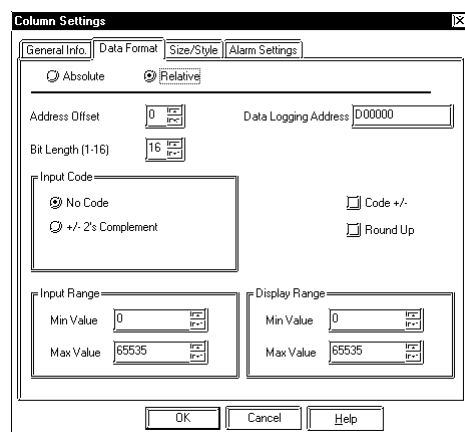 Column Settings
General Info. Data Format Size/Style Alarm Settings
Absolute Relative
Address Offset 0 Data Logging Address D00000
Bit Length (1-16) 16
Input Code
No Code Code +/-
+/- 2's Complement Round Up
Input Range Display Range
Min Value 0 Min Value 0
Max Value 65535 Max Value 65535
OK Cancel Help